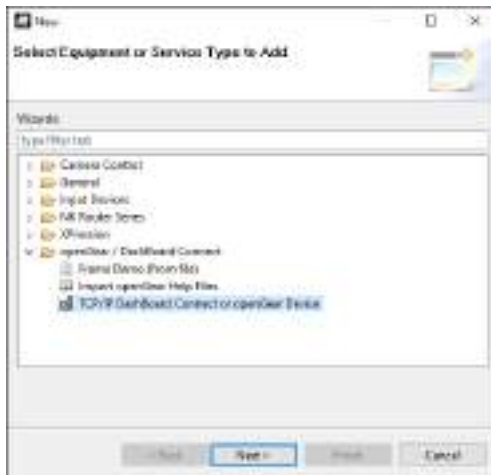 New
Select Equipment or Service Type to Add
Wizards
type filter text
Camera Control
General
Input Devices
NK Router Series
XPression
openGear / DashBoard Connect
Frame Demo (from file)
Import openGear Help Files
TCP/IP DashBoard Connect or openGear Device
< Back
Next >
Finish
Cancel